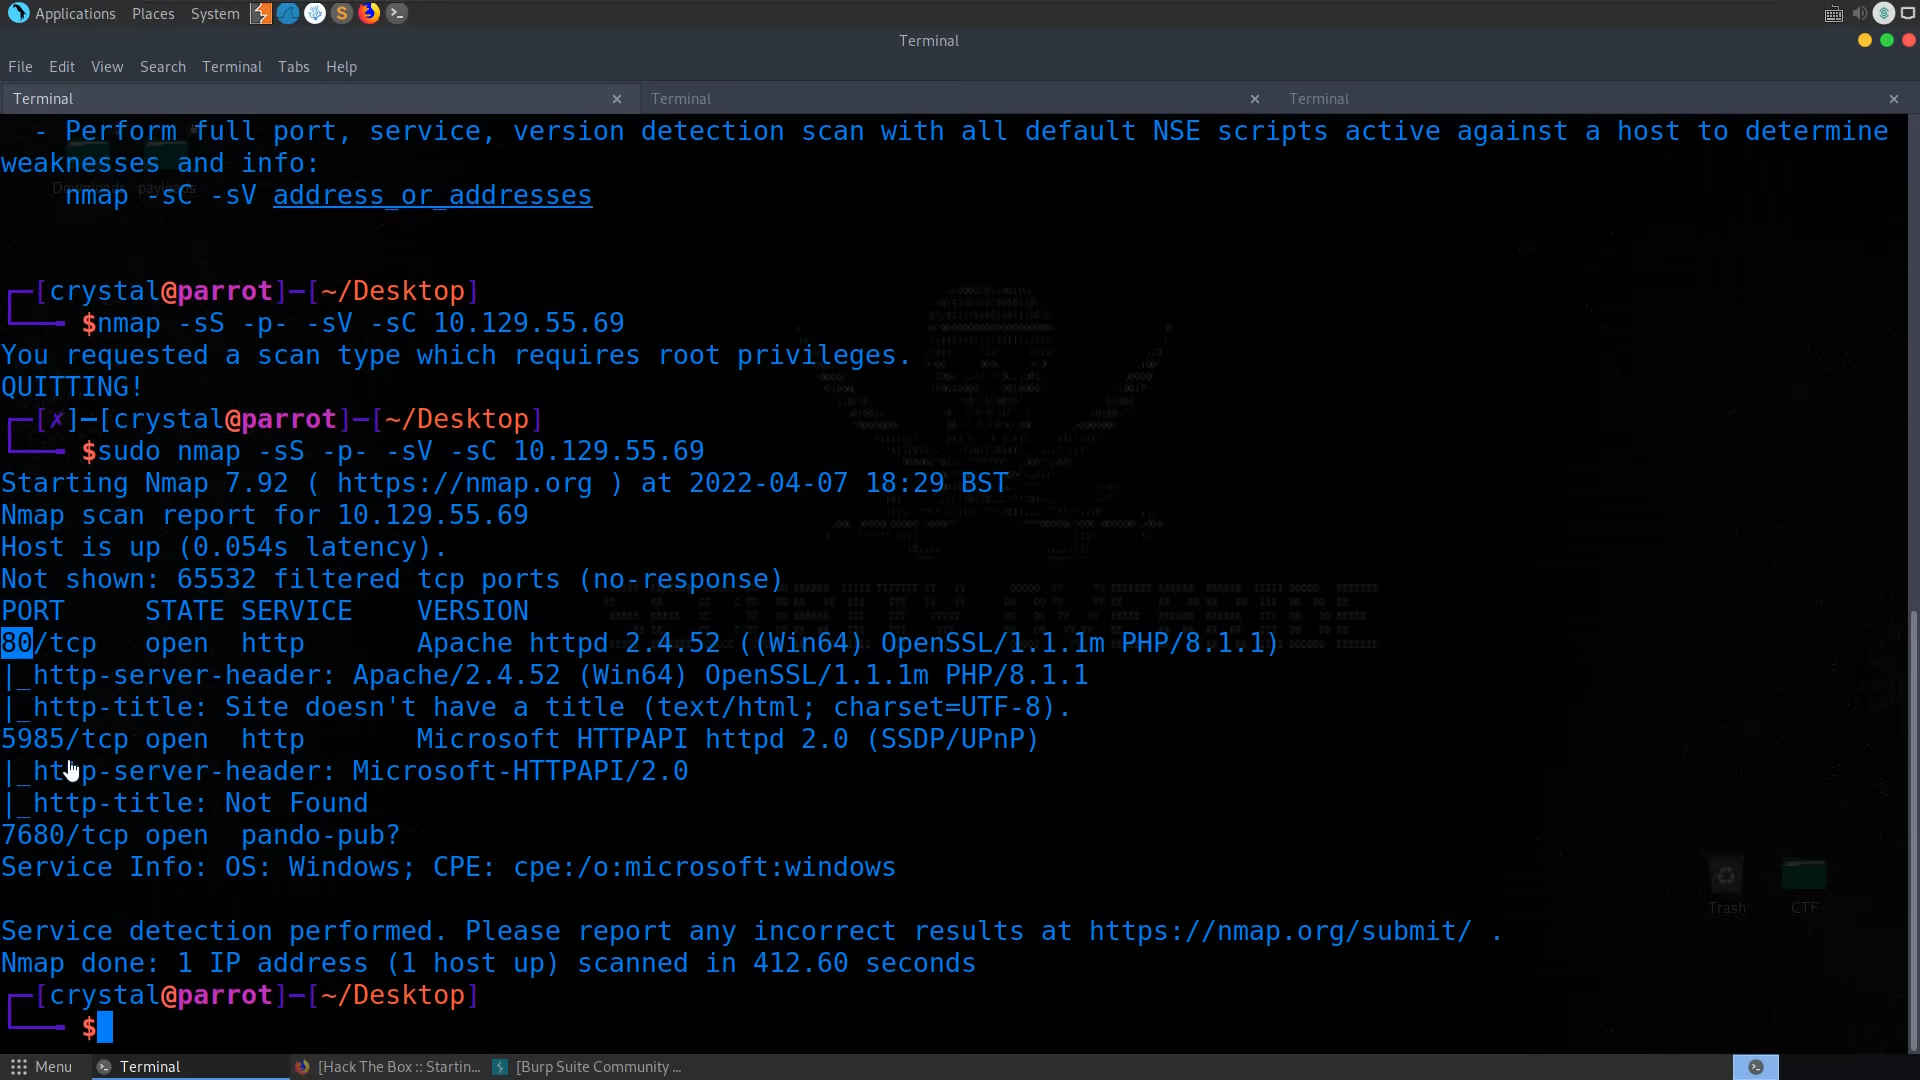 Applications Places System
Terminal
File Edit View Search Terminal Tabs Help
Terminal Terminal Terminal
- Perform full port, service, version detection scan with all default NSE scripts active against a host to determine
weaknesses and info:
Downloads payloads
nmap -sC -sV address_or_addresses
┌─[crystal@parrot]─[~/Desktop]
└──╼ $nmap -sS -p- -sV -sC 10.129.55.69
You requested a scan type which requires root privileges.
QUITTING!
┌─[✗]─[crystal@parrot]─[~/Desktop]
└──╼ $sudo nmap -sS -p- -sV -sC 10.129.55.69
Starting Nmap 7.92 ( https://nmap.org ) at 2022-04-07 18:29 BST
Nmap scan report for 10.129.55.69
Host is up (0.054s latency).
Not shown: 65532 filtered tcp ports (no-response)
PORT     STATE SERVICE    VERSION
80/tcp   open  http       Apache httpd 2.4.52 ((Win64) OpenSSL/1.1.1m PHP/8.1.1)
|_http-server-header: Apache/2.4.52 (Win64) OpenSSL/1.1.1m PHP/8.1.1
|_http-title: Site doesn't have a title (text/html; charset=UTF-8).
5985/tcp open  http       Microsoft HTTPAPI httpd 2.0 (SSDP/UPnP)
|_http-server-header: Microsoft-HTTPAPI/2.0
|_http-title: Not Found
7680/tcp open  pando-pub?
Service Info: OS: Windows; CPE: cpe:/o:microsoft:windows
Trash CTF
Service detection performed. Please report any incorrect results at https://nmap.org/submit/ .
Nmap done: 1 IP address (1 host up) scanned in 412.60 seconds
┌─[crystal@parrot]─[~/Desktop]
└──╼ $
Menu Terminal [Hack The Box :: Startin... [Burp Suite Community ...